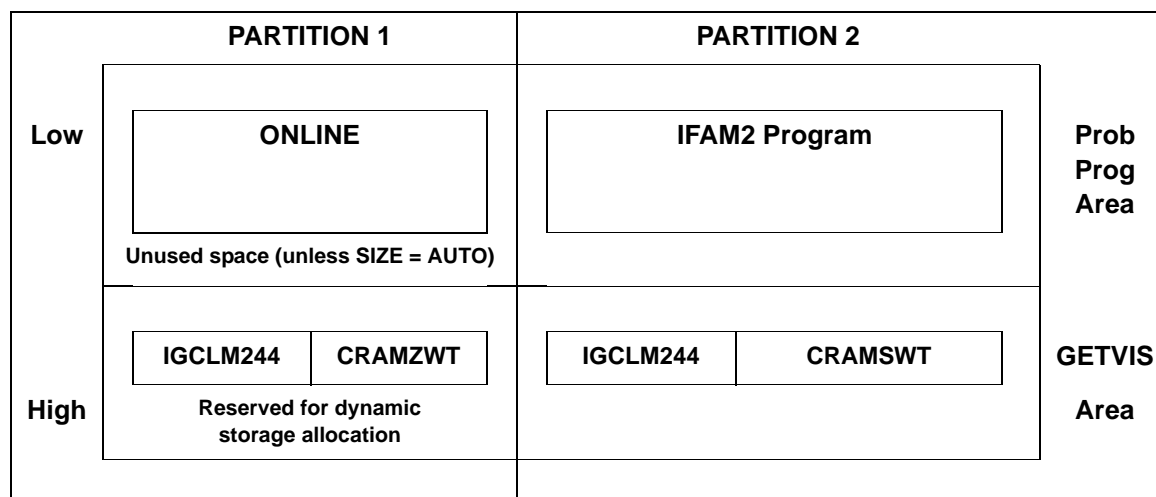 PARTITION 1
PARTITION 2
Low
ONLINE
IFAM2 Program
Prob
Prog
Area
Unused space (unless SIZE = AUTO)
IGCLM244
CRAMZWT
IGCLM244
CRAMSWT
GETVIS
High
Reserved for dynamic
storage allocation
Area